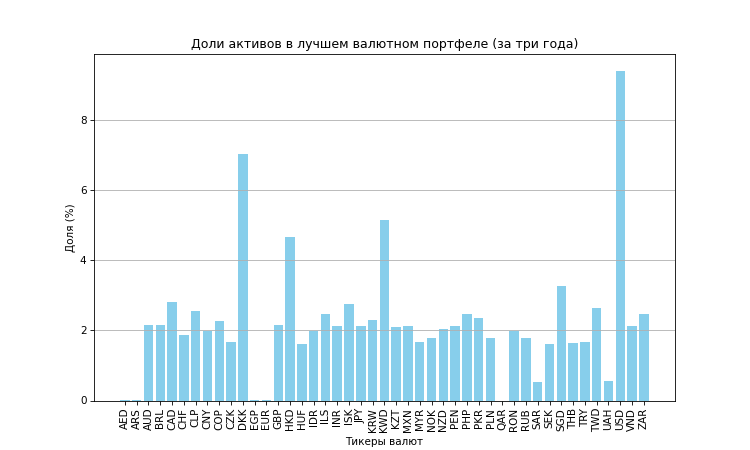 Доли активов в лучшем валютном портфеле (за три года)
Доля (%)
8
6
4
2
0
AED
ARS
AUD
BRL
CAD
CHF
CLP
CNY
COP
CZK
DKK
EGP
EUR
GBP
HKD
HUF
IDR
ILS
INR
ISK
JPY
KRW
KWD
KZT
MXN
MYR
NOK
NZD
PEN
PHP
PKR
PLN
QAR
RON
RUB
SAR
SEK
SGD
THB
TRY
TWD
UAH
USD
VND
ZAR
Тикеры валют